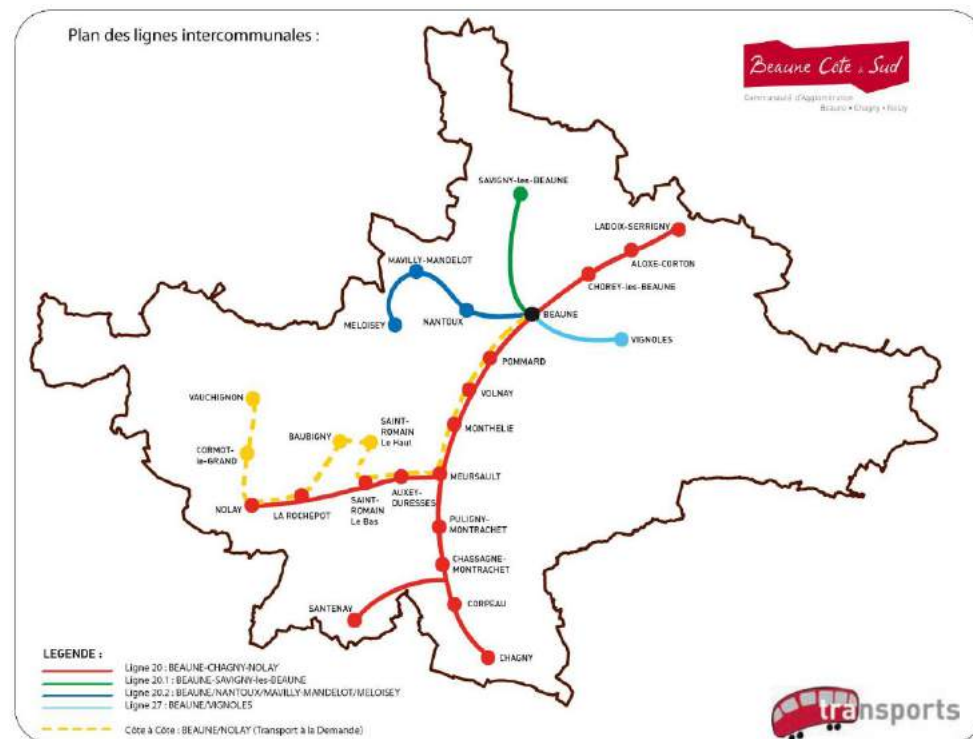 Plan des lignes intercommunales :
Beaune Côte & Sud
Communauté d'Agglomération
Beaune • Chagny • Nolay
SAVIGNY-les-BEAUNE
LADOIX-SERRIGNY
ALOXE-CORTON
MAVILLY-MANDELOT
CHOREY-les-BEAUNE
NANTOUX
BEAUNE
MELOISEY
VIGNOLES
POMMARD
VOLNAY
VAUCHIGNON
SAINT-
ROMAIN
Le Haut
BAUBIGNY
MONTHELIE
CORMOT-
le-GRAND
MEURSAULT
AUXEY-
DURESSES
SAINT-
ROMAIN
Le Bas
LA ROCHEPOT
NOLAY
PULIGNY-
MONTRACHET
CHASSAGNE-
MONTRACHET
CORPEAU
SANTENAY
CHAGNY
LEGENDE :
Ligne 20 : BEAUNE-CHAGNY-NOLAY
Ligne 20.1 : BEAUNE-SAVIGNY-les-BEAUNE
Ligne 20.2 : BEAUNE/NANTOUX/MAVILLY-MANDELOT/MELOISEY
Ligne 27 : BEAUNE/VIGNOLES
Côte à Côte : BEAUNE/NOLAY (Transport à la Demande)
transports